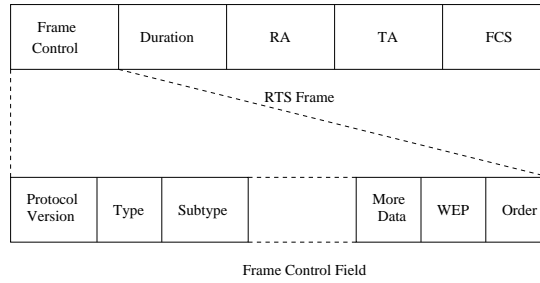 Frame
Control
Duration
RA
TA
FCS
RTS Frame
Protocol
Version
Type
Subtype
More
Data
WEP
Order
Frame Control Field